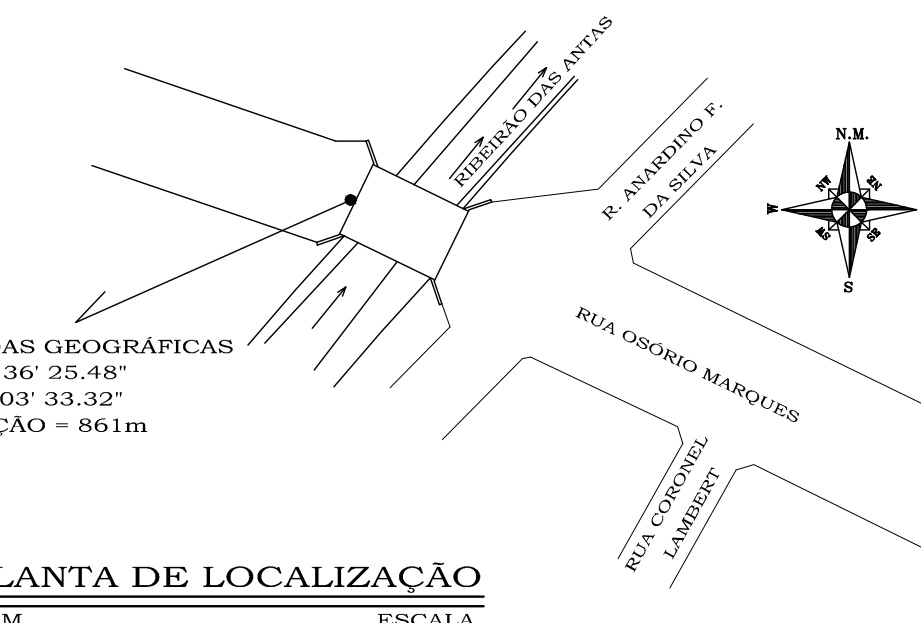 RIBEIRÃO DAS ANTAS
R. ANARDINO F.
DA SILVA
N.M.
NW
NE
W
SW
SE
S
RUA OSÓRIO MARQUES
DAS GEOGRÁFICAS
36' 25.48"
03' 33.32"
ÇÃO = 861m
RUA CORONEL
LAMBERT
LANTA DE LOCALIZAÇÃO
M
ESCALA